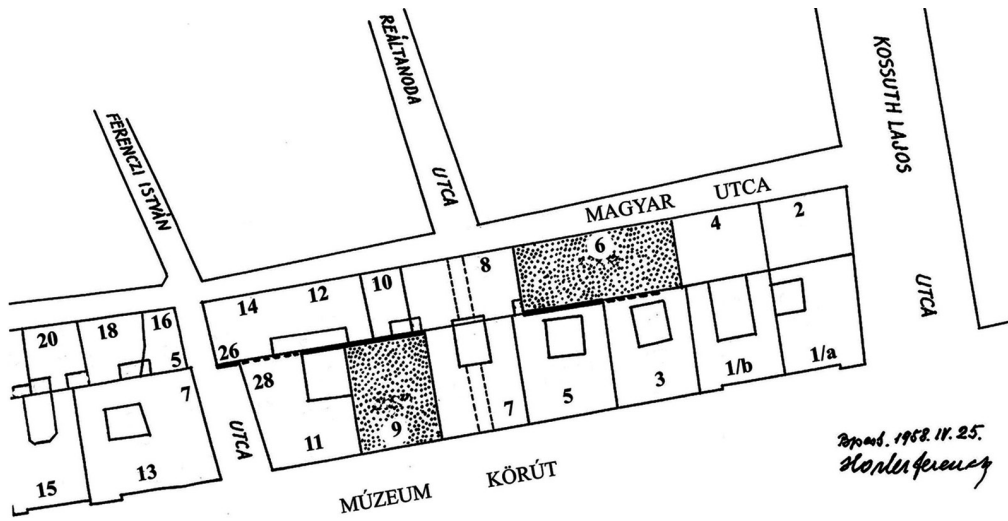 FERENCZI ISTVÁN
UTCA
REÁLTANODA
UTCA
KOSSUTH LAJOS
UTCA
MAGYAR UTCA
20
18
16
5
7
14
12
10
8
6
4
2
26
28
15
13
11
9
7
5
3
1/b
1/a
MÚZEUM KÖRÚT
1958. IV. 25.